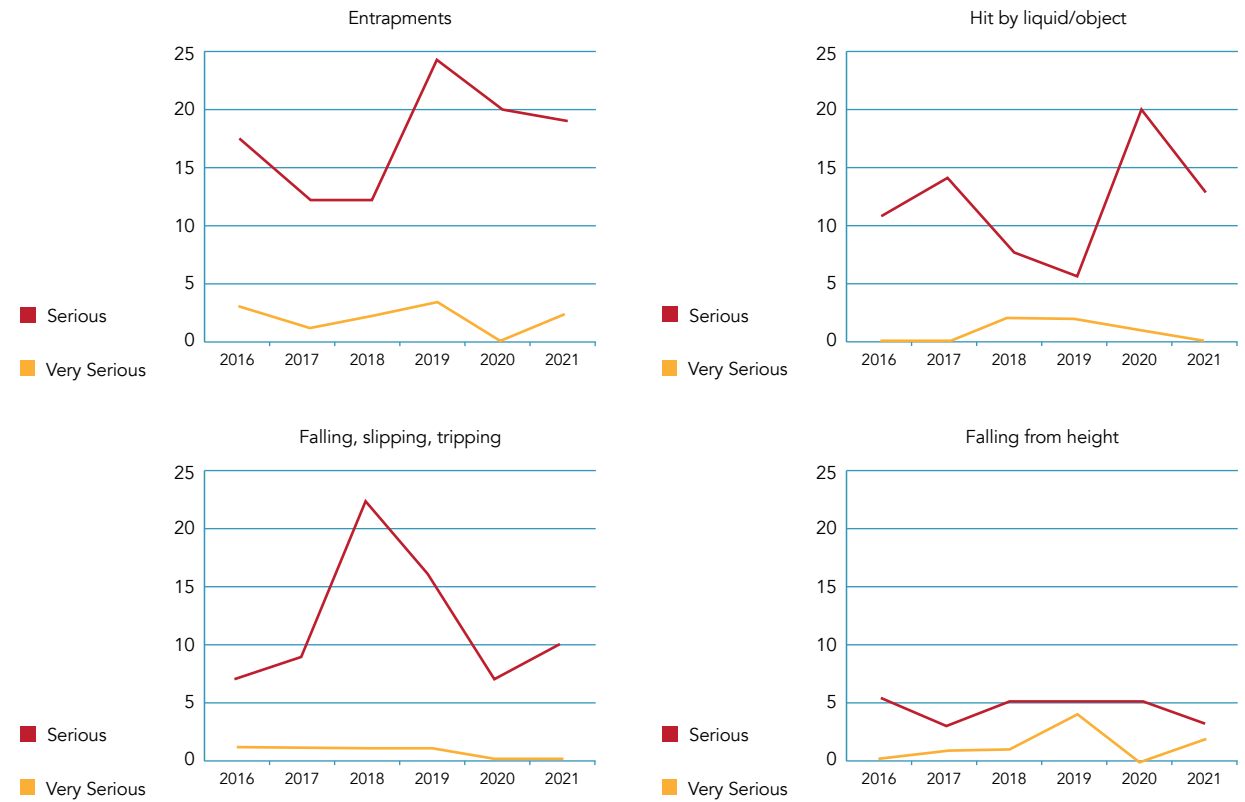 Entrapments
25
20
15
10
5
0
2016 2017 2018 2019 2020 2021
Serious
Very Serious
Hit by liquid/object
25
20
15
10
5
0
2016 2017 2018 2019 2020 2021
Serious
Very Serious
Falling, slipping, tripping
25
20
15
10
5
0
2016 2017 2018 2019 2020 2021
Serious
Very Serious
Falling from height
25
20
15
10
5
0
2016 2017 2018 2019 2020 2021
Serious
Very Serious